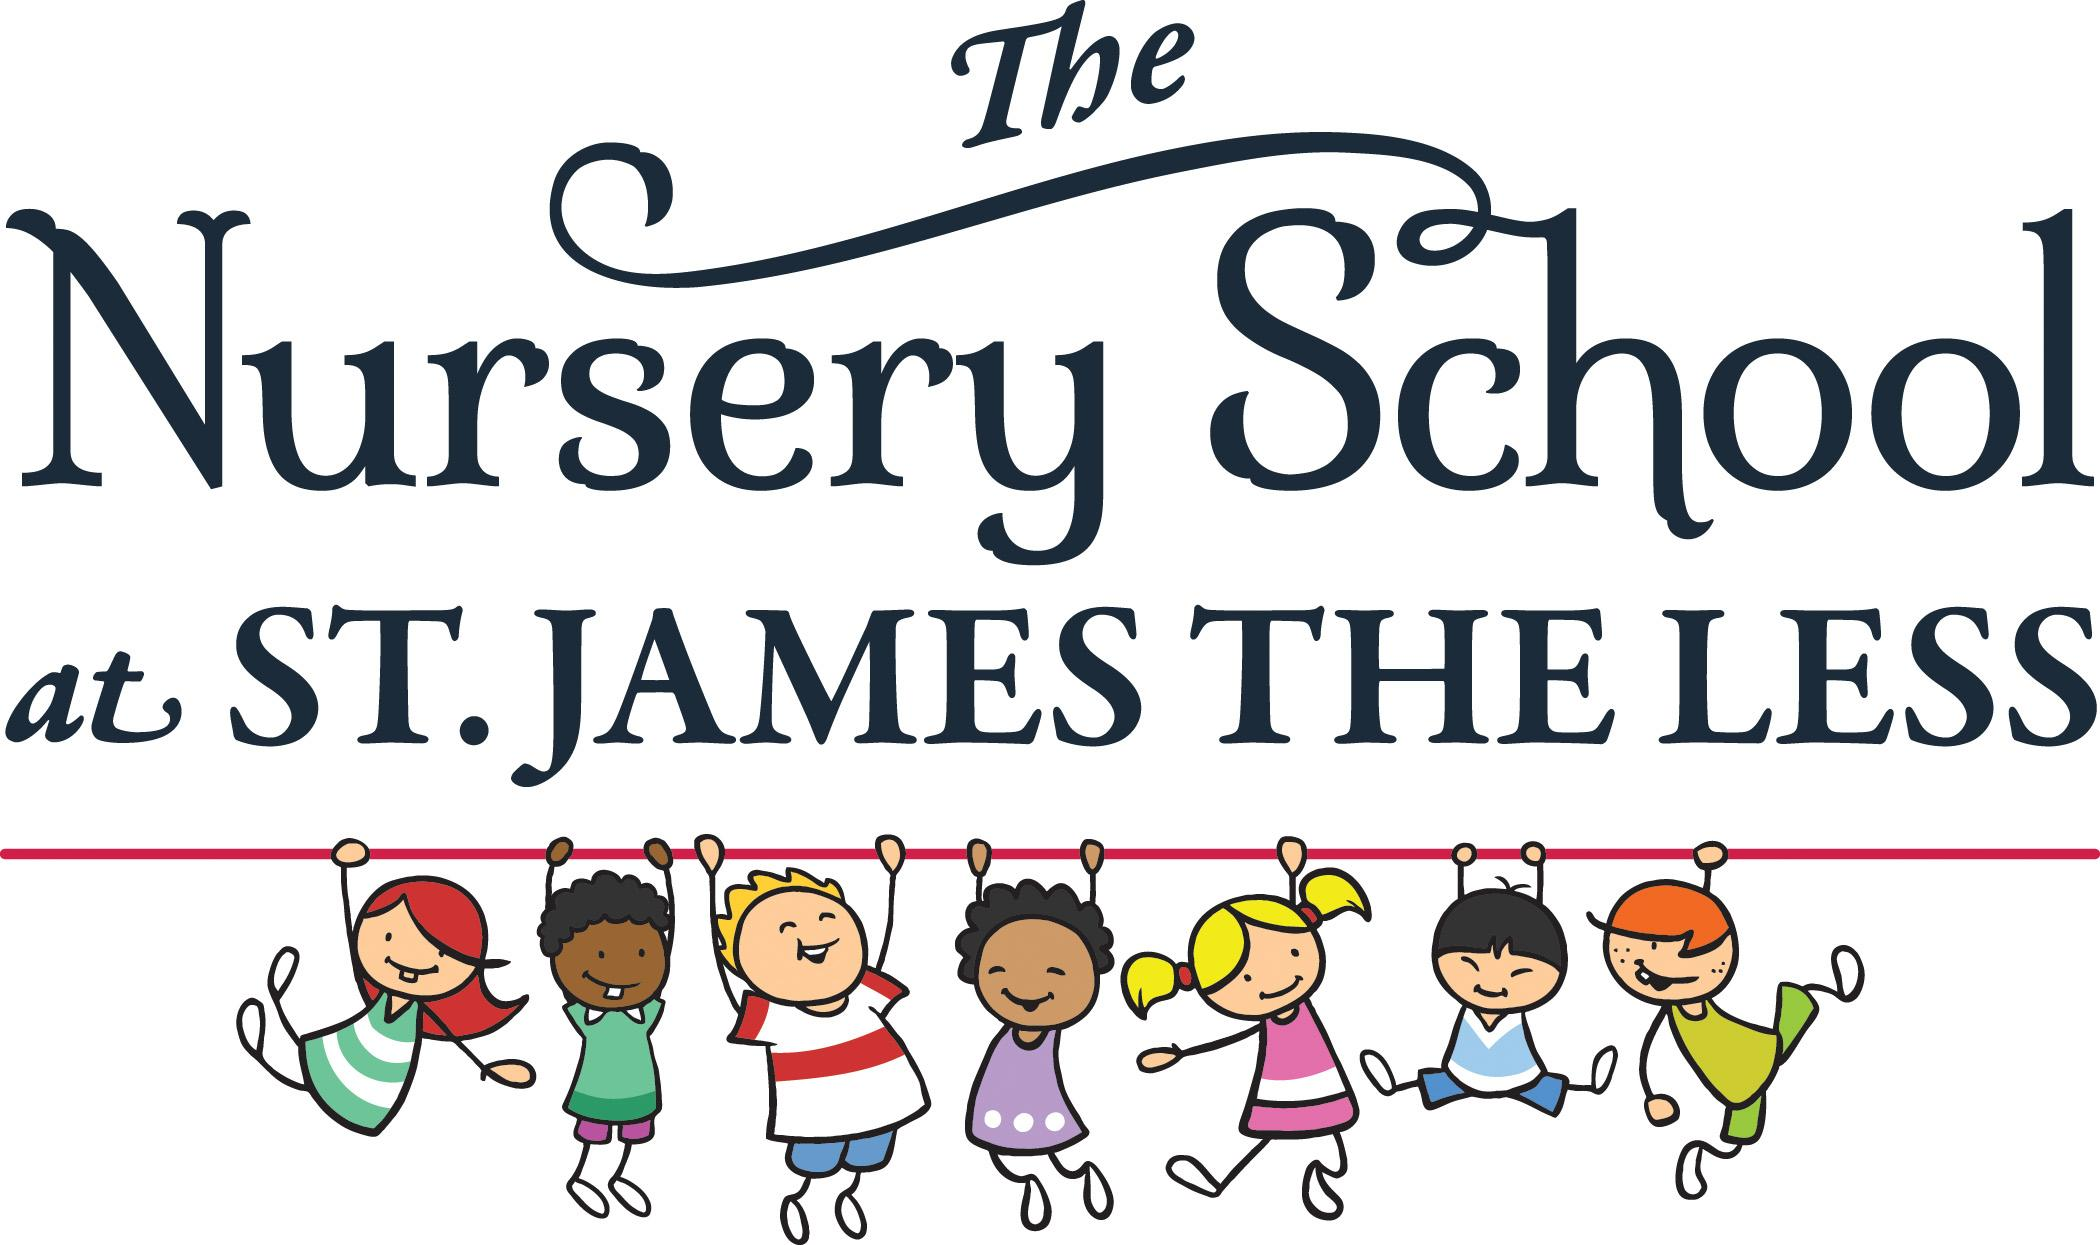 The
Nursery School
at ST. JAMES THE LESS